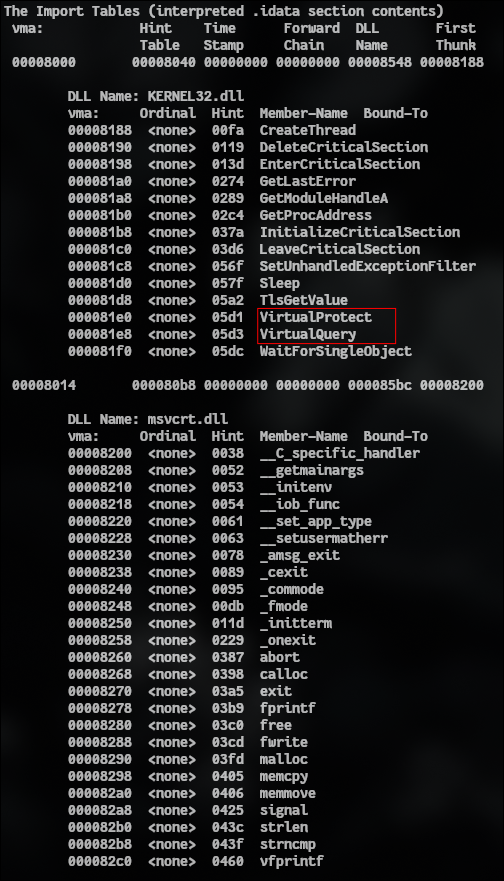 The Import Tables (interpreted .idata section contents)
vma: Hint Time Forward DLL First
Table Stamp Chain Name Thunk
00008000 00008040 00000000 00000000 00008548 00008188
DLL Name: KERNEL32.dll
vma: Ordinal Hint Member-Name Bound-To
00008188 <none> 00fa CreateThread
00008190 <none> 0119 DeleteCriticalSection
00008198 <none> 013d EnterCriticalSection
000081a0 <none> 0274 GetLastError
000081a8 <none> 0289 GetModuleHandleA
000081b0 <none> 02c4 GetProcAddress
000081b8 <none> 037a InitializeCriticalSection
000081c0 <none> 03d6 LeaveCriticalSection
000081c8 <none> 056f SetUnhandledExceptionFilter
000081d0 <none> 057f Sleep
000081d8 <none> 05a2 TlsGetValue
000081e0 <none> 05d1 VirtualProtect
000081e8 <none> 05d3 VirtualQuery
000081f0 <none> 05dc WaitForSingleObject
00008014 000080b8 00000000 00000000 000085bc 00008200
DLL Name: msvcrt.dll
vma: Ordinal Hint Member-Name Bound-To
00008200 <none> 0038 __C_specific_handler
00008208 <none> 0052 __getmainargs
00008210 <none> 0053 __initenv
00008218 <none> 0054 __iob_func
00008220 <none> 0061 __set_app_type
00008228 <none> 0063 __setusermatherr
00008230 <none> 0078 _amsg_exit
00008238 <none> 0089 _cexit
00008240 <none> 0095 _commode
00008248 <none> 00db _fmode
00008250 <none> 011d _initterm
00008258 <none> 0229 _onexit
00008260 <none> 0387 abort
00008268 <none> 0398 calloc
00008270 <none> 03a5 exit
00008278 <none> 03b9 fprintf
00008280 <none> 03c0 free
00008288 <none> 03cd fwrite
00008290 <none> 03fd malloc
00008298 <none> 0405 memcpy
000082a0 <none> 0406 memmove
000082a8 <none> 0425 signal
000082b0 <none> 043c strlen
000082b8 <none> 043f strncmp
000082c0 <none> 0460 vfprintf